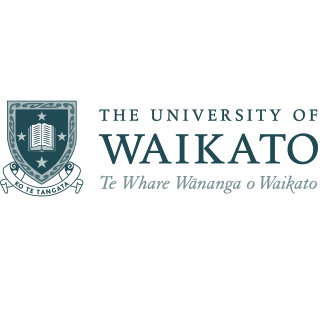 THE UNIVERSITY OF
WAIKATO
Te Whare Wānanga o Waikato
KO TE TANGATA